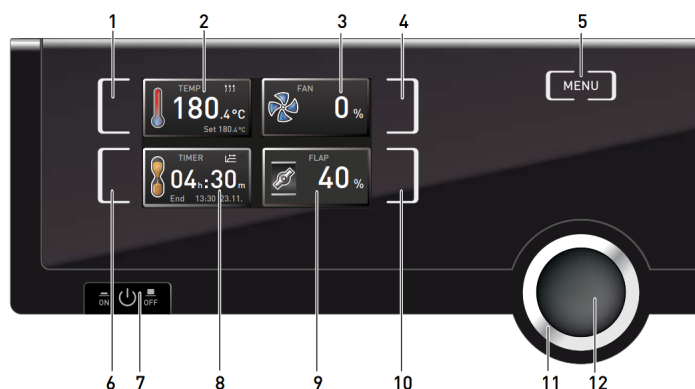 1 2 3 4 5
TEMP FAN
180.4°C 0 %
Set 180.4°C
MENU
TIMER FLAP
04h:30m 40 %
End 13:30 23.11.
ON OFF
6 7 8 9 10 11 12